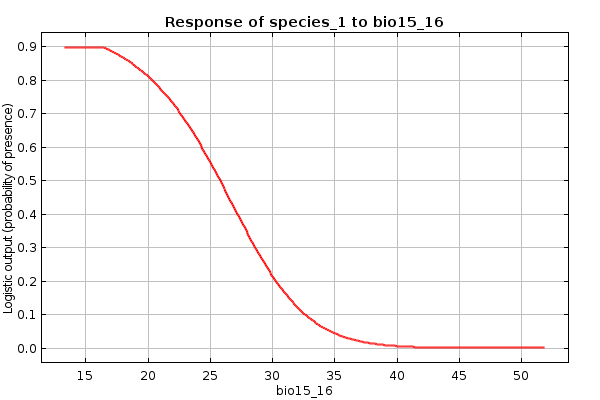 Response of species_1 to bio15_16
Logistic output (probability of presence)
0.9
0.8
0.7
0.6
0.5
0.4
0.3
0.2
0.1
0.0
15 20 25 30 35 40 45 50
bio15_16